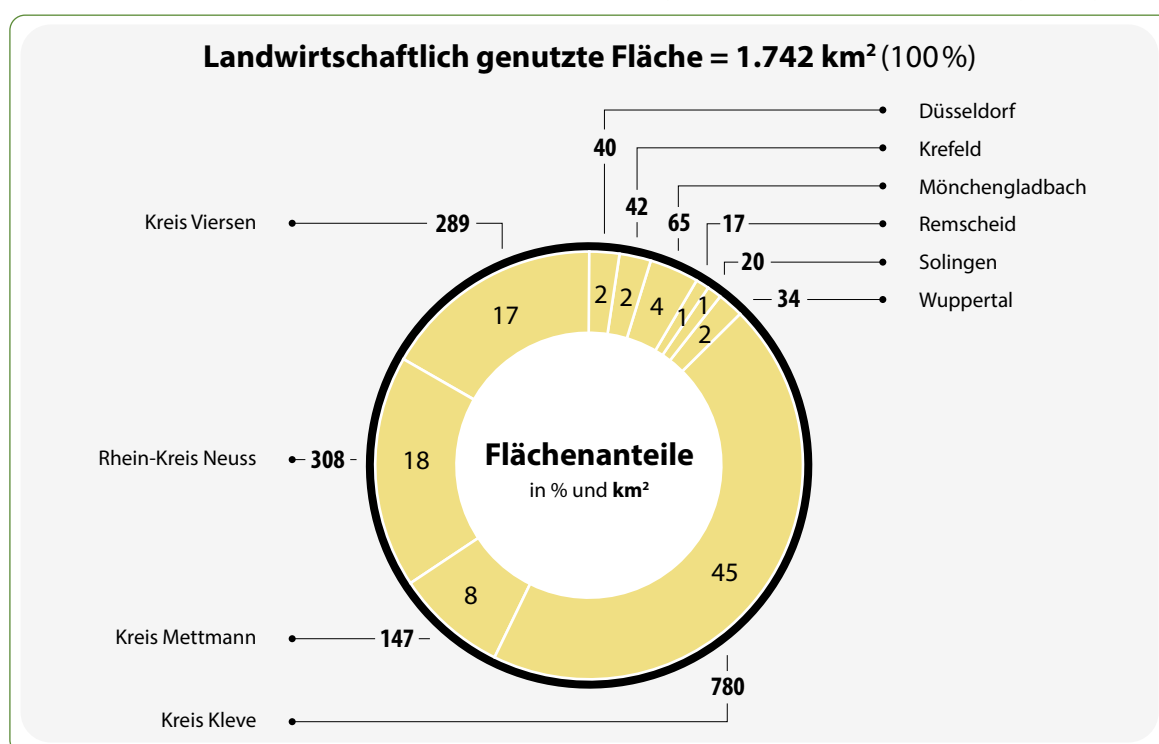 Landwirtschaftlich genutzte Fläche = 1.742 km² (100 %)
Düsseldorf
40
Krefeld
42
Mönchengladbach
65
Remscheid
17
Solingen
20
Wuppertal
34
Kreis Viersen
289
17
2
2
4
1
1
2
Rhein-Kreis Neuss
308
18
Flächenanteile
in % und km²
45
8
Kreis Mettmann
147
780
Kreis Kleve